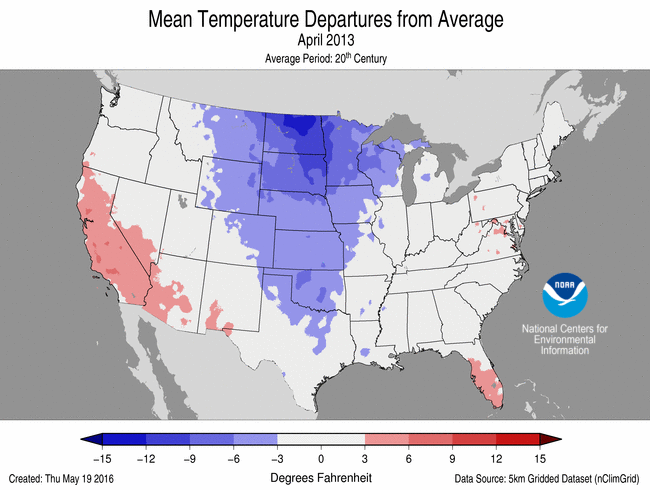 Mean Temperature Departures from Average
April 2013
Average Period: 20th Century
NOAA
National Centers for
Environmental
Information
−15 −12 −9 −6 −3 0 3 6 9 12 15
Created: Thu May 19 2016
Degrees Fahrenheit
Data Source: 5km Gridded Dataset (nClimGrid)